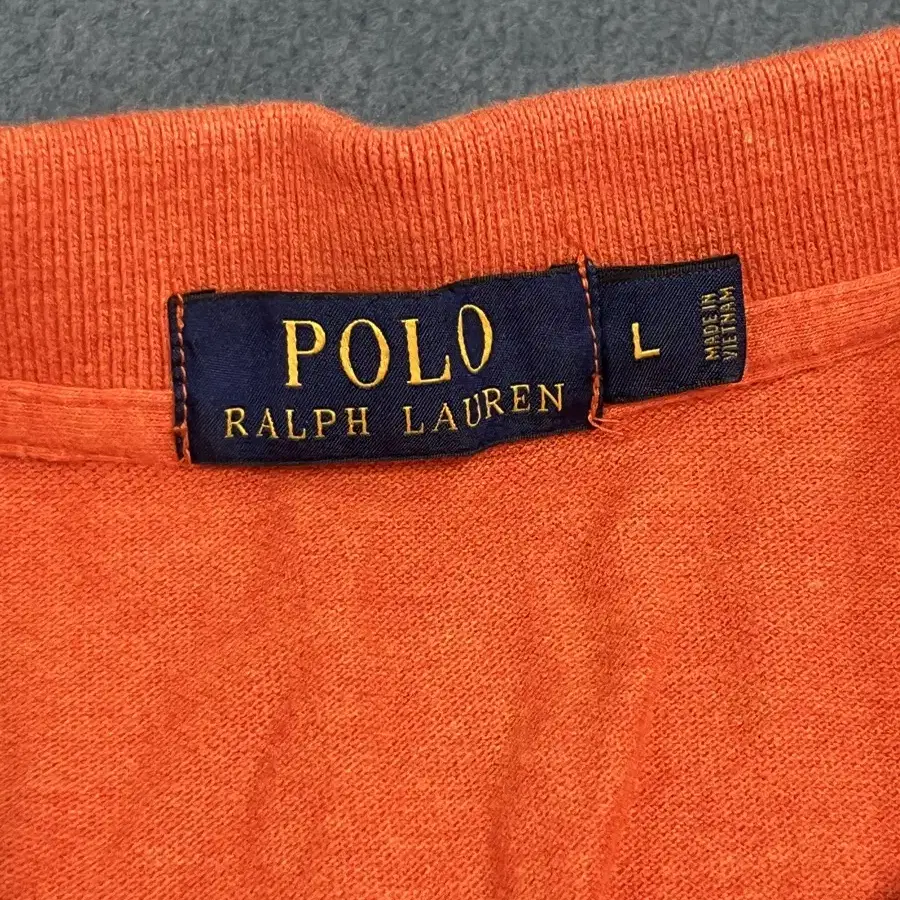 POLO
RALPH LAUREN
L
MADE IN
VIETNAM